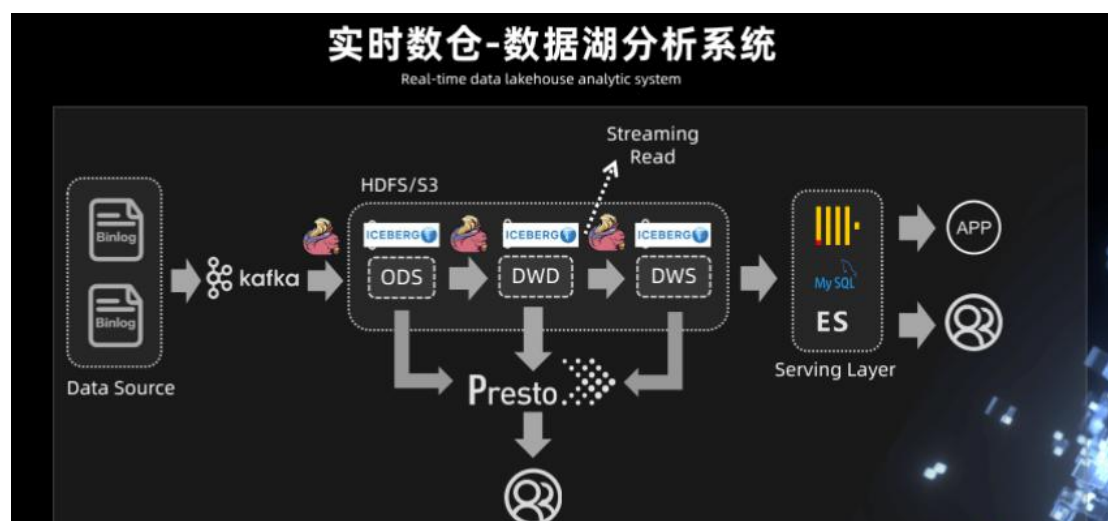 实时数仓-数据湖分析系统
Real-time data lakehouse analytic system
Streaming
Read
HDFS/S3
Binlog
Binlog
Data Source
kafka
ICEBERG
ICEBERG
ICEBERG
ODS
DWD
DWS
Presto
MySQL
ES
Serving Layer
APP